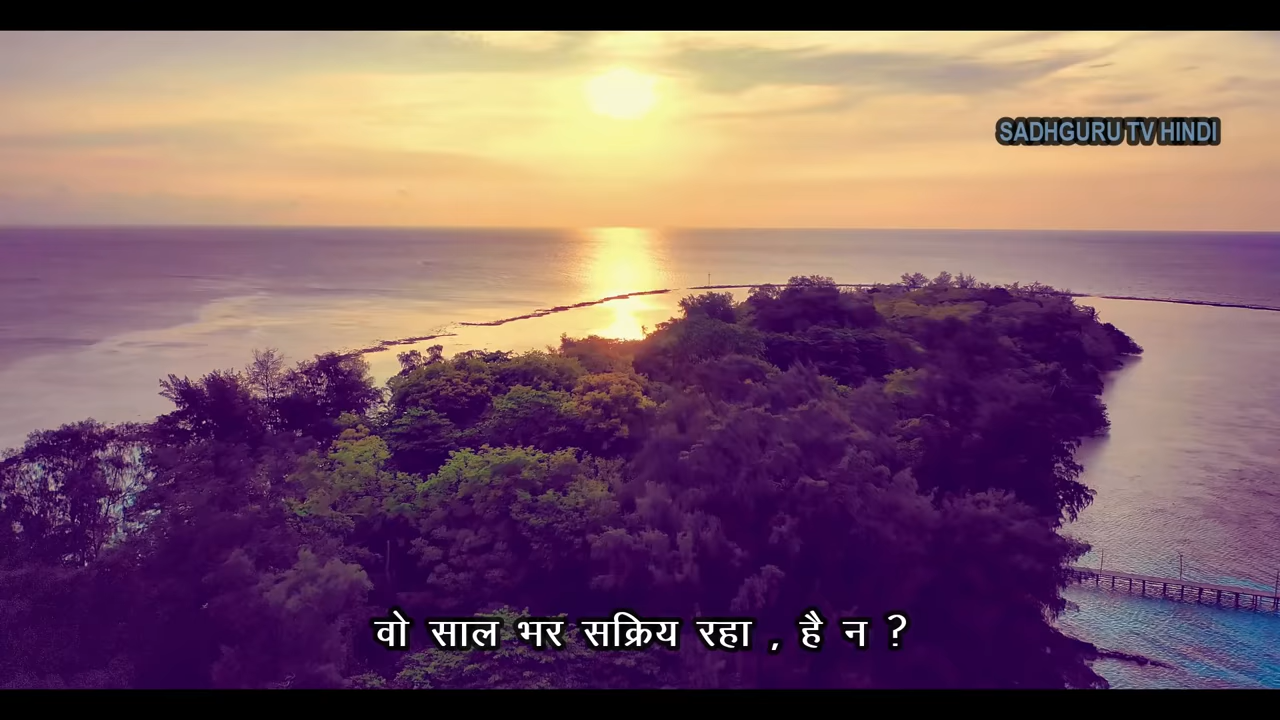 SADHGURU TV HINDI
वो साल भर सक्रिय रहा , है न ?